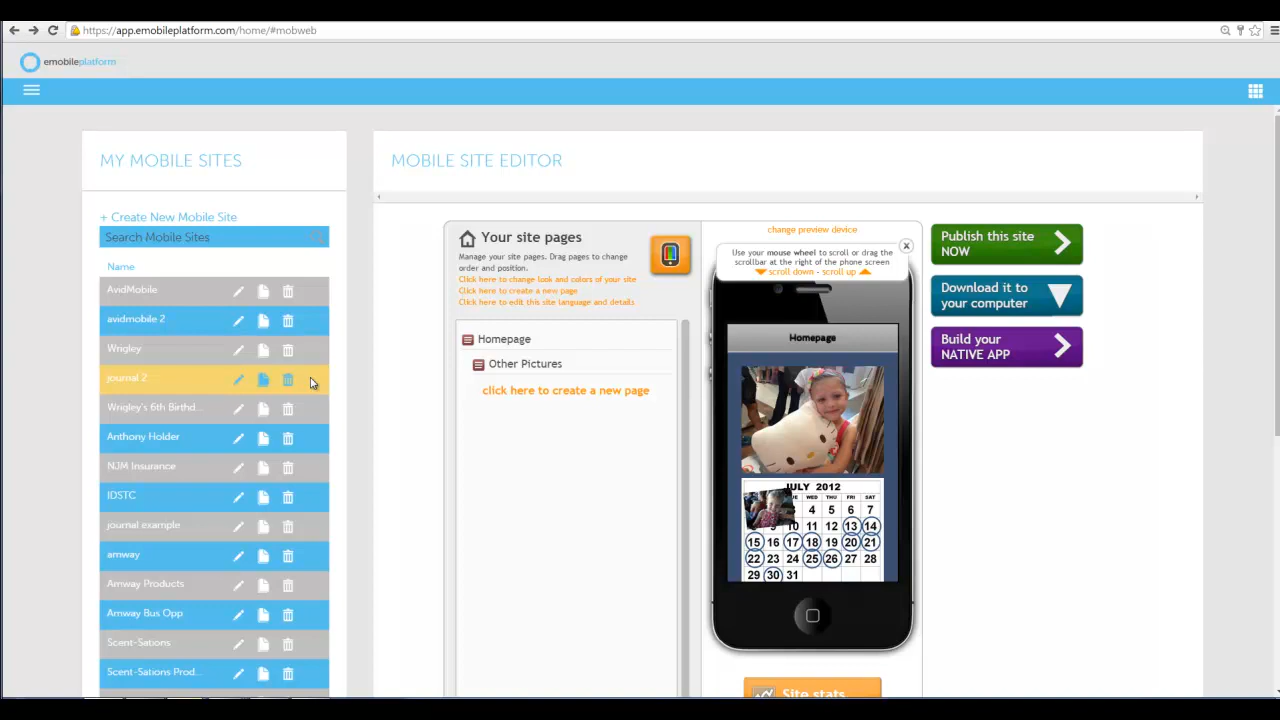 https://app.emobileplatform.com/home/#mobweb
emobileplatform
MY MOBILE SITES
+ Create New Mobile Site
Search Mobile Sites
Name
AvidMobile
avidmobile 2
Wrigley
journal 2
Wrigley's 6th Birthd...
Anthony Holder
NJM Insurance
IDSTC
journal example
amway
Amway Products
Amway Bus Opp
Scent-Sations
Scent-Sations Prod...
MOBILE SITE EDITOR
Your site pages
Manage your site pages. Drag pages to change
order and position.
Click here to change look and colors of your site
Click here to create a new page
Click here to edit this site language and details
Homepage
Other Pictures
click here to create a new page
change preview device
Use your mouse wheel to scroll or drag the
scrollbar at the right of the phone screen
scroll down - scroll up
x
Homepage
JULY 2012
WED THU FRI SAT
4 5 6 7
10 11 12 13 14
15 16 17 18 19 20 21
22 23 24 25 26 27 28
29 30 31
Site stats
Publish this site
NOW
Download it to
your computer
Build your
NATIVE APP